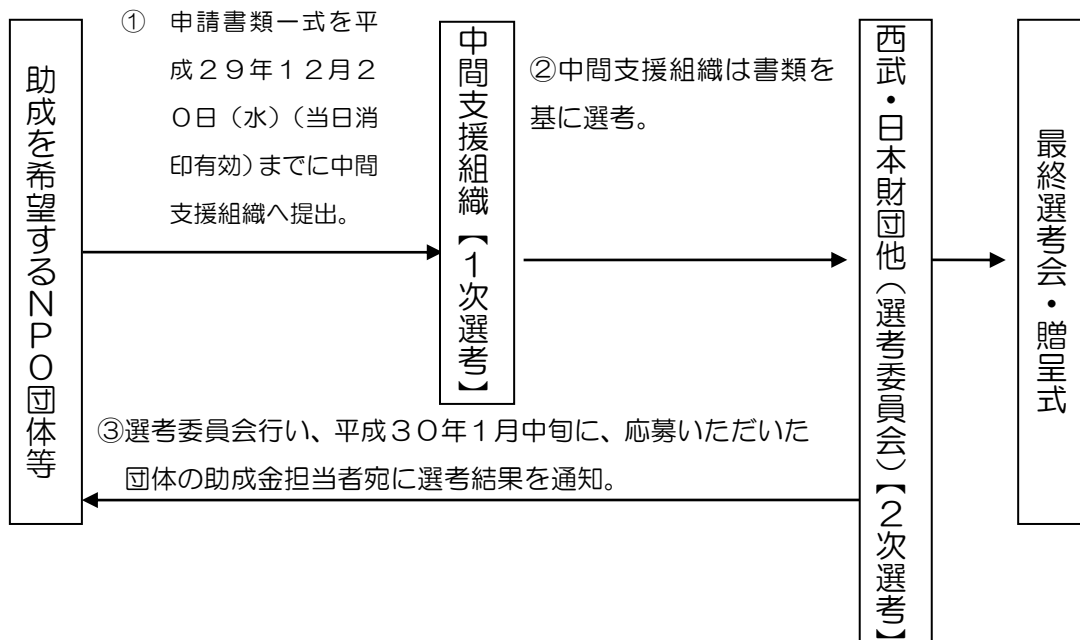 助成を希望するNPO団体等
① 申請書類一式を平
成29年12月2
0日（水）（当日消
印有効）までに中間
支援組織へ提出。
中間支援組織【1次選考】
②中間支援組織は書類を
基に選考。
西武・日本財団他（選考委員会）【2次選考】
最終選考会・贈呈式
③選考委員会行い、平成30年1月中旬に、応募いただいた
団体の助成金担当者宛に選考結果を通知。